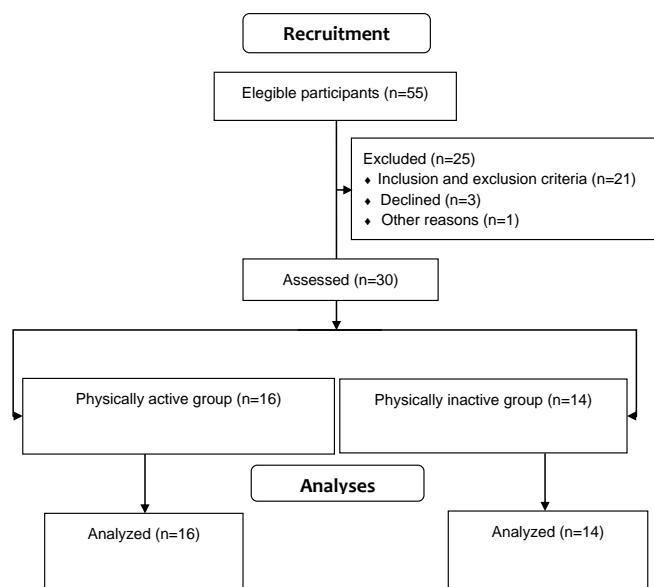 Recruitment
Elegible participants (n=55)
Excluded (n=25)
♦ Inclusion and exclusion criteria (n=21)
♦ Declined (n=3)
♦ Other reasons (n=1)
Assessed (n=30)
Physically active group (n=16)
Physically inactive group (n=14)
Analyses
Analyzed (n=16)
Analyzed (n=14)